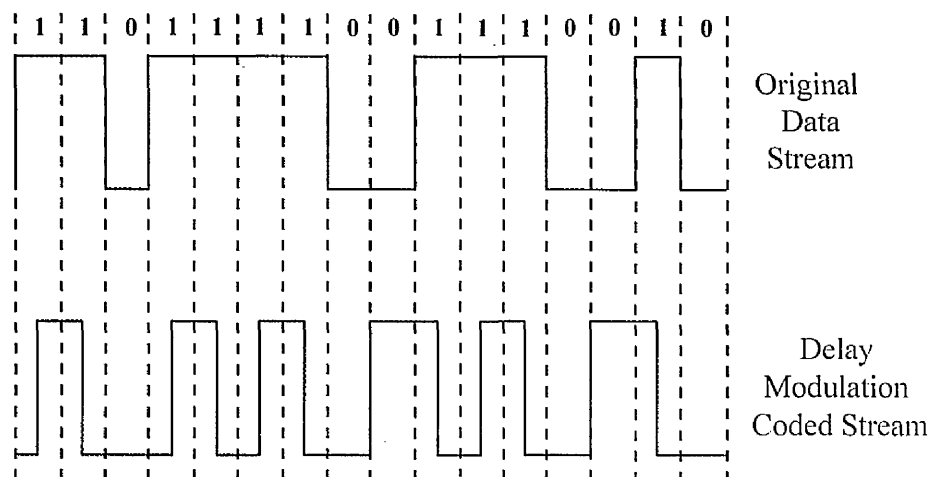 1 1 0 1 1 1 1 0 0 1 1 1 0 0 1 0
Original
Data
Stream
Delay
Modulation
Coded Stream